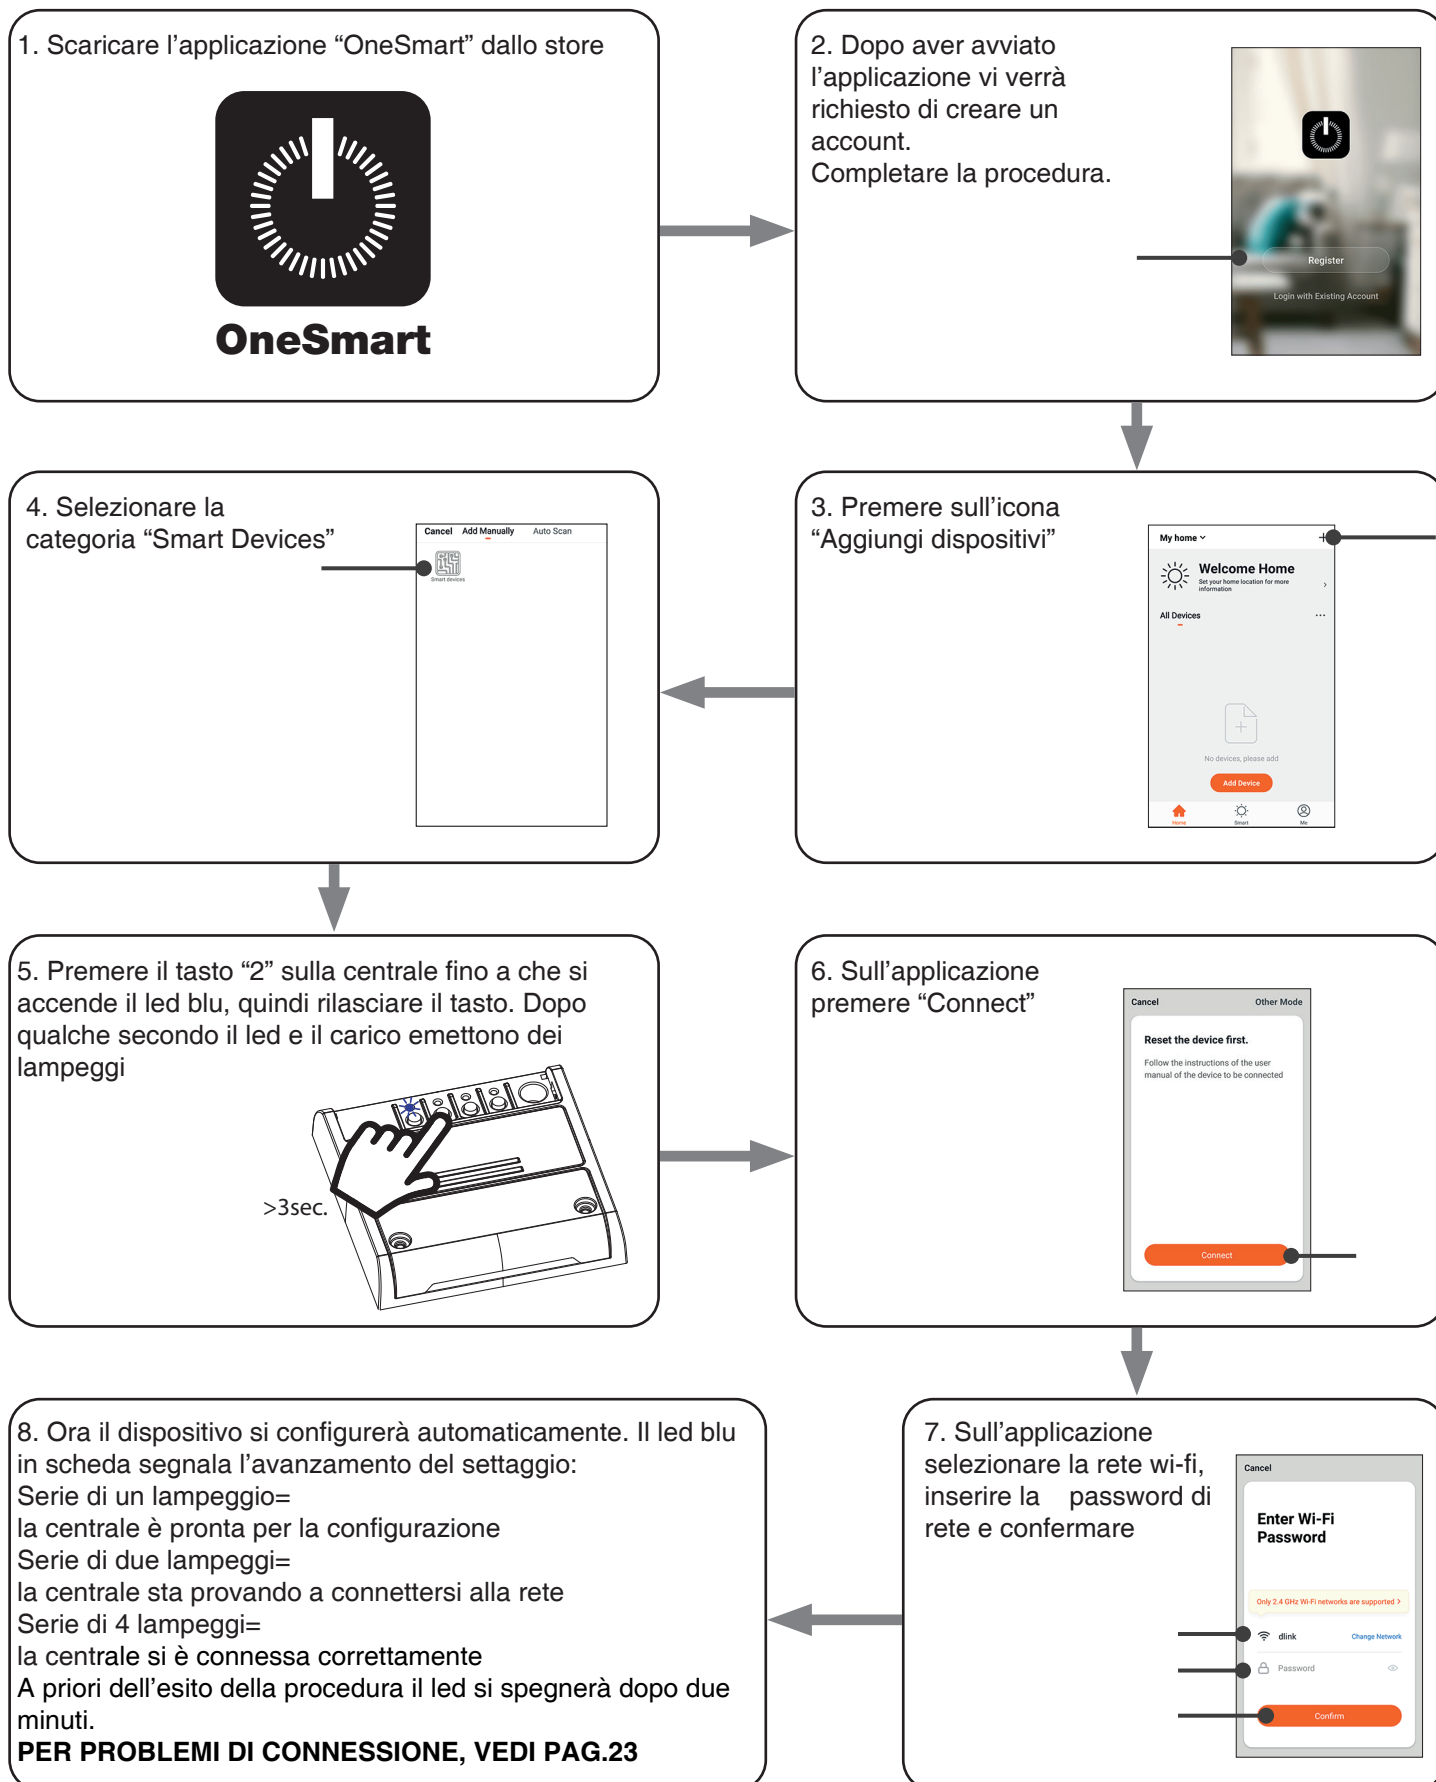 1. Scaricare l’applicazione “OneSmart” dallo store
OneSmart
2. Dopo aver avviato
l’applicazione vi verrà
richiesto di creare un
account.
Completare la procedura.
Register
Login with Existing Account
3. Premere sull’icona
“Aggiungi dispositivi”
My home
Welcome Home
Set your home location for more
information
All Devices
No devices, please add
Add Device
Home
Smart
Me
4. Selezionare la
categoria “Smart Devices”
Cancel Add Manually Auto Scan
Smart devices
5. Premere il tasto “2” sulla centrale fino a che si
accende il led blu, quindi rilasciare il tasto. Dopo
qualche secondo il led e il carico emettono dei
lampeggi
>3sec.
6. Sull’applicazione
premere “Connect”
Cancel Other Mode
Reset the device first.
Follow the instructions of the user
manual of the device to be connected
Connect
7. Sull’applicazione
selezionare la rete wi-fi,
inserire la password di
rete e confermare
Cancel
Enter Wi-Fi
Password
Only 2.4 GHz Wi-Fi networks are supported >
dlink Change Network
Password
Confirm
8. Ora il dispositivo si configurerà automaticamente. Il led blu
in scheda segnala l’avanzamento del settaggio:
Serie di un lampeggio=
la centrale è pronta per la configurazione
Serie di due lampeggi=
la centrale sta provando a connettersi alla rete
Serie di 4 lampeggi=
la centrale si è connessa correttamente
A priori dell’esito della procedura il led si spegnerà dopo due
minuti.
PER PROBLEMI DI CONNESSIONE, VEDI PAG.23